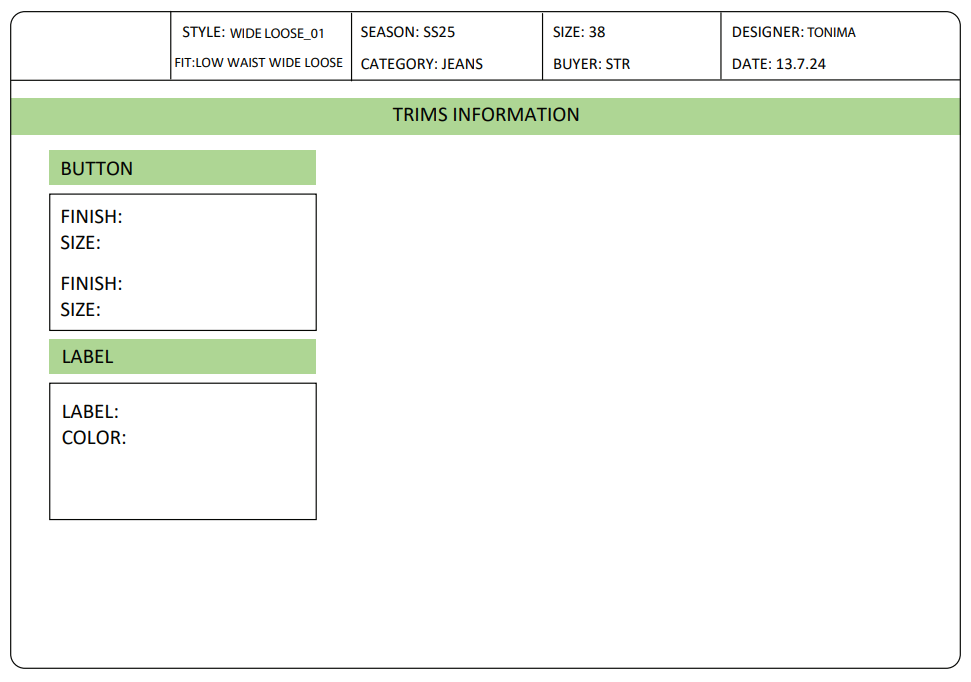 STYLE: WIDE LOOSE_01
FIT:LOW WAIST WIDE LOOSE
SEASON: SS25
CATEGORY: JEANS
SIZE: 38
BUYER: STR
DESIGNER: TONIMA
DATE: 13.7.24
TRIMS INFORMATION
BUTTON
FINISH:
SIZE:
FINISH:
SIZE:
LABEL
LABEL:
COLOR: